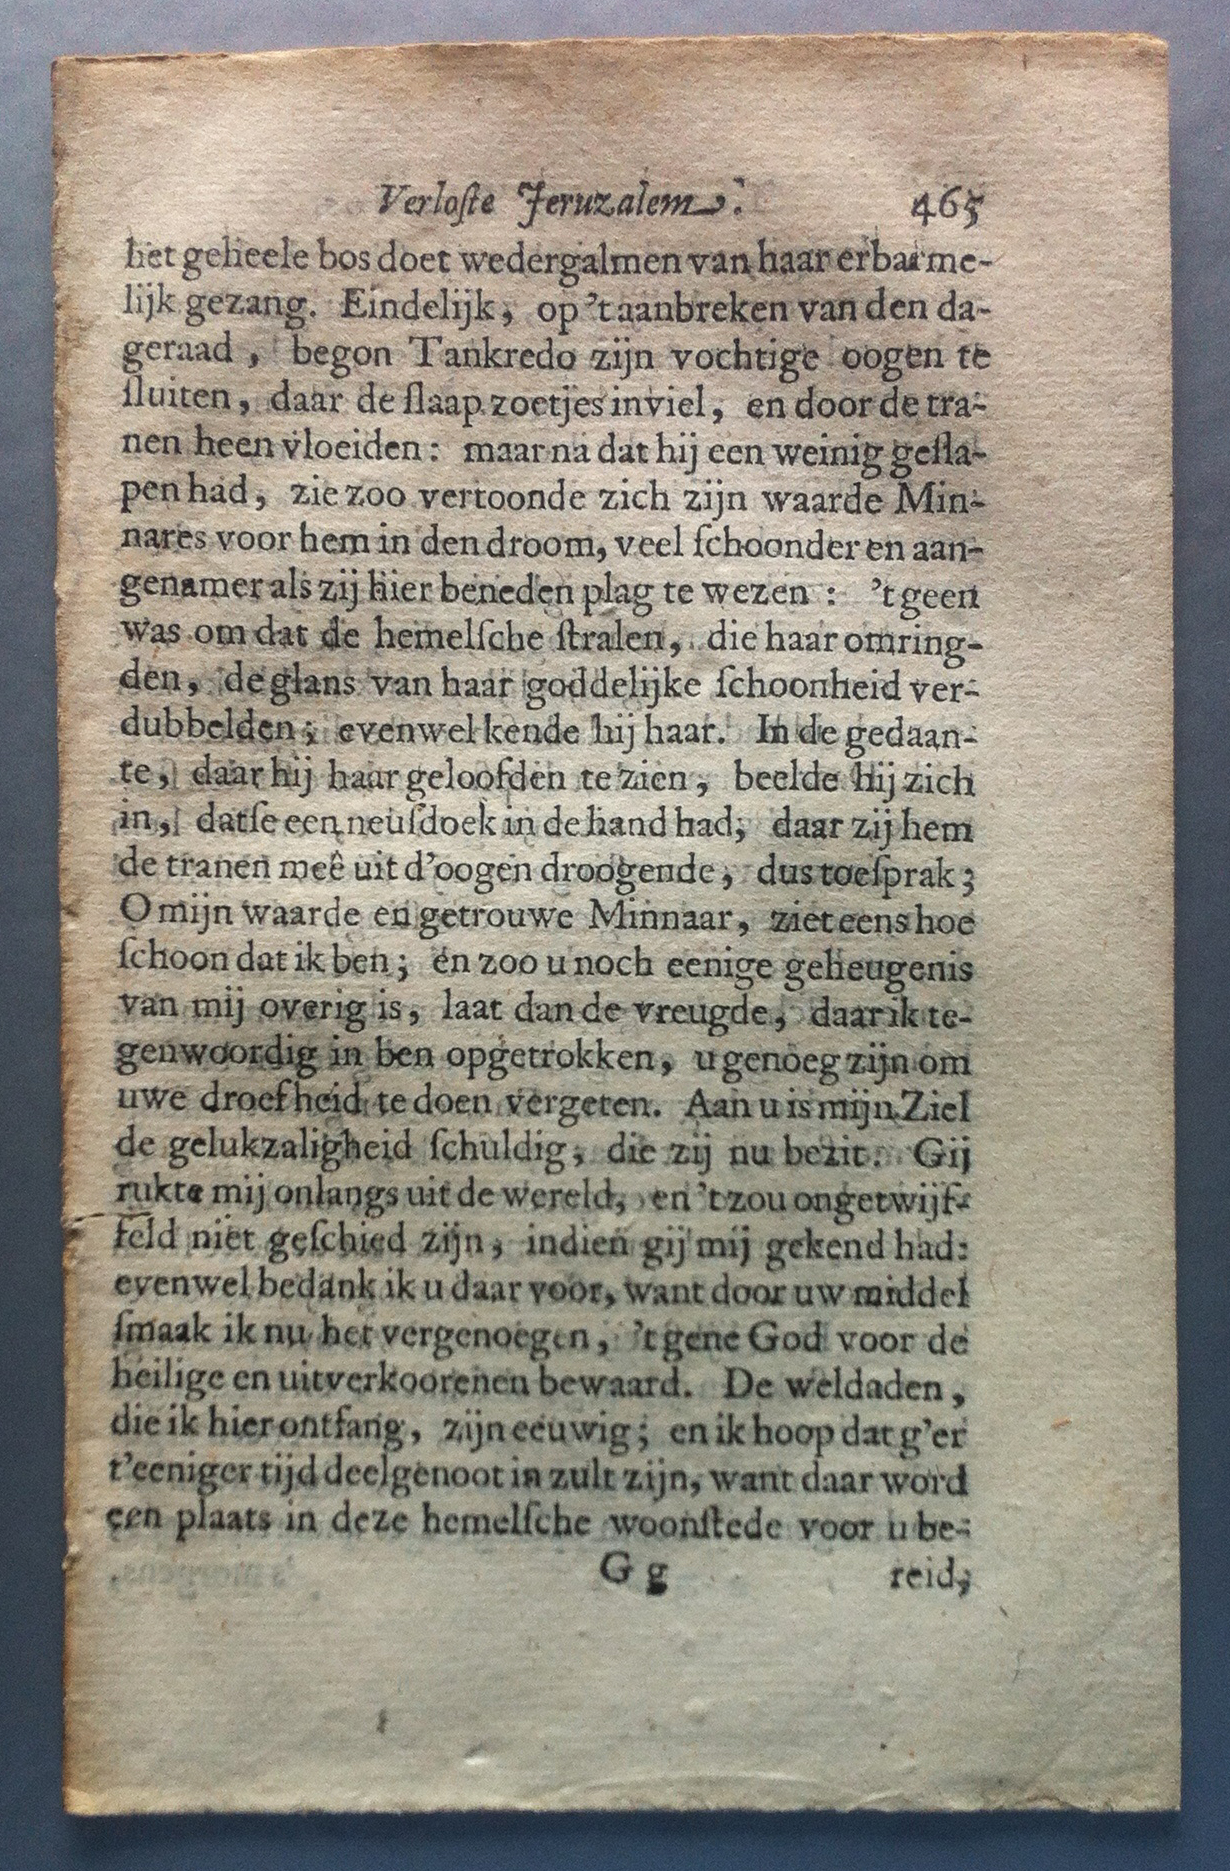 Verloſte Jeruzalem. 465
het geheele bos doet wedergalmen van haar erbarme-
lijk gezang. Eindelijk, op 't aanbreken van den da-
geraad, begon Tankredo zijn vochtige oogen te
ſluiten, daar de ſlaap zoetjes inviel, en door de tra-
nen heen vloeiden: maar na dat hij een weinig geſla-
pen had, zie zoo vertoonde zich zijn waarde Min-
nares voor hem in den droom, veel ſchoonder en aan-
genamer als zij hier beneden plag te wezen: 't geen
was om dat de hemelſche ſtralen, die haar omring-
den, de glans van haar goddelijke ſchoonheid ver-
dubbelden; evenwel kende hij haar. In de gedaan-
te, daar hij haar geloofden te zien, beelde hij zich
in, datſe een neuſdoek in de hand had, daar zij hem
de tranen meê uit d'oogen droogende, dus toeſprak;
O mijn waarde en getrouwe Minnaar, ziet eens hoe
ſchoon dat ik ben; en zoo u noch eenige geheugenis
van mij overig is, laat dan de vreugde, daar ik te-
genwoordig in ben opgetrokken, u genoeg zijn om
uwe droefheid te doen vergeten. Aan u is mijn Ziel
de gelukzaligheid ſchuldig, die zij nu bezit. Gij
rukte mij onlangs uit de wereld, en 't zou ongetwijf-
feld niet geſchied zijn, indien gij mij gekend had:
evenwel bedank ik u daar voor, want door uw middel
ſmaak ik nu het vergenoegen, 't gene God voor de
heilige en uitverkoorenen bewaard. De weldaden,
die ik hier ontfang, zijn eeuwig; en ik hoop dat g'er
t'eeniger tijd deelgenoot in zult zijn, want daar word
een plaats in deze hemelſche woonſtede voor u be-
G g reid;